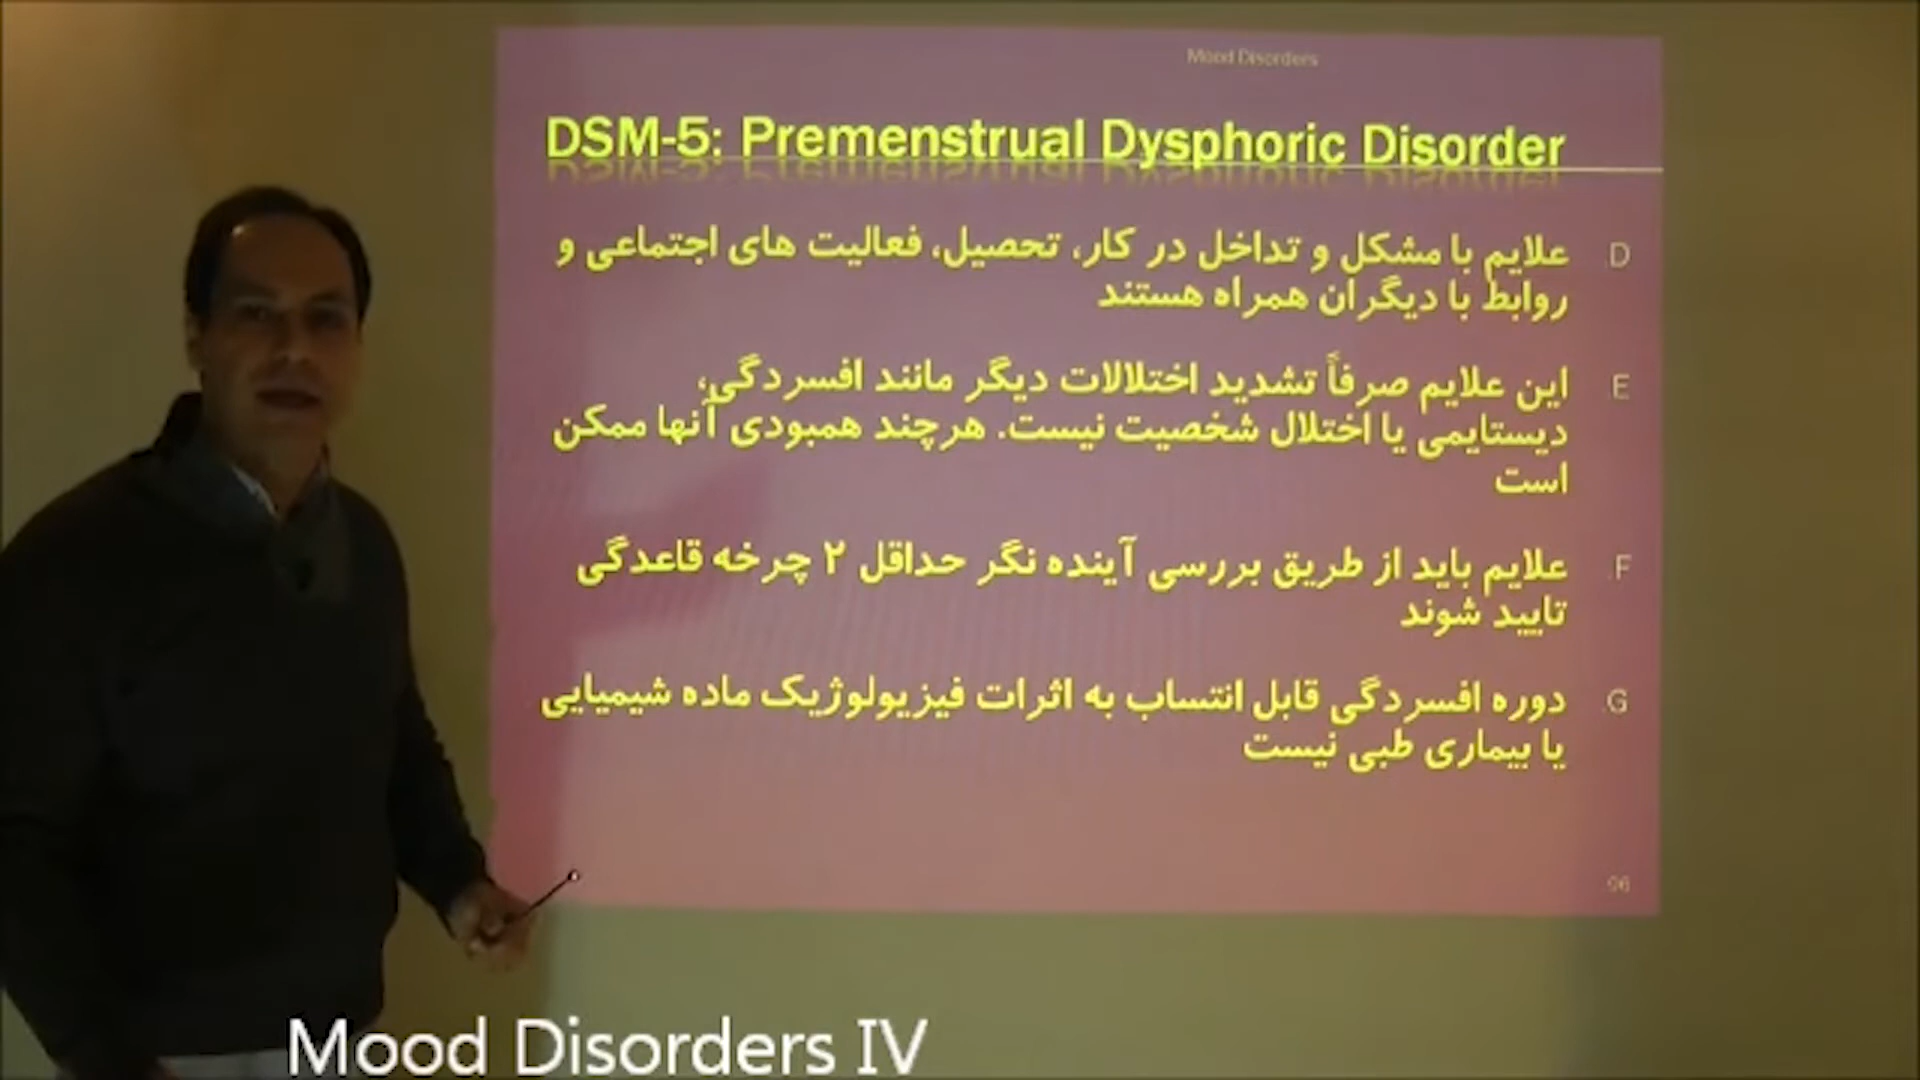 Mood Disorders
DSM-5: Premenstrual Dysphoric Disorder
D علایم با مشکل و تداخل در کار، تحصیل، فعالیت های اجتماعی و
روابط با دیگران همراه هستند
E این علایم صرفاً تشدید اختلالات دیگر مانند افسردگی،
دیستایمی یا اختلال شخصیت نیست. هرچند همبودی آنها ممکن
است
F علایم باید از طریق بررسی آینده نگر حداقل ۲ چرخه قاعدگی
تایید شوند
G. دوره افسردگی قابل انتساب به اثرات فیزیولوژیک ماده شیمیایی
یا بیماری طبی نیست
96
Mood Disorders IV